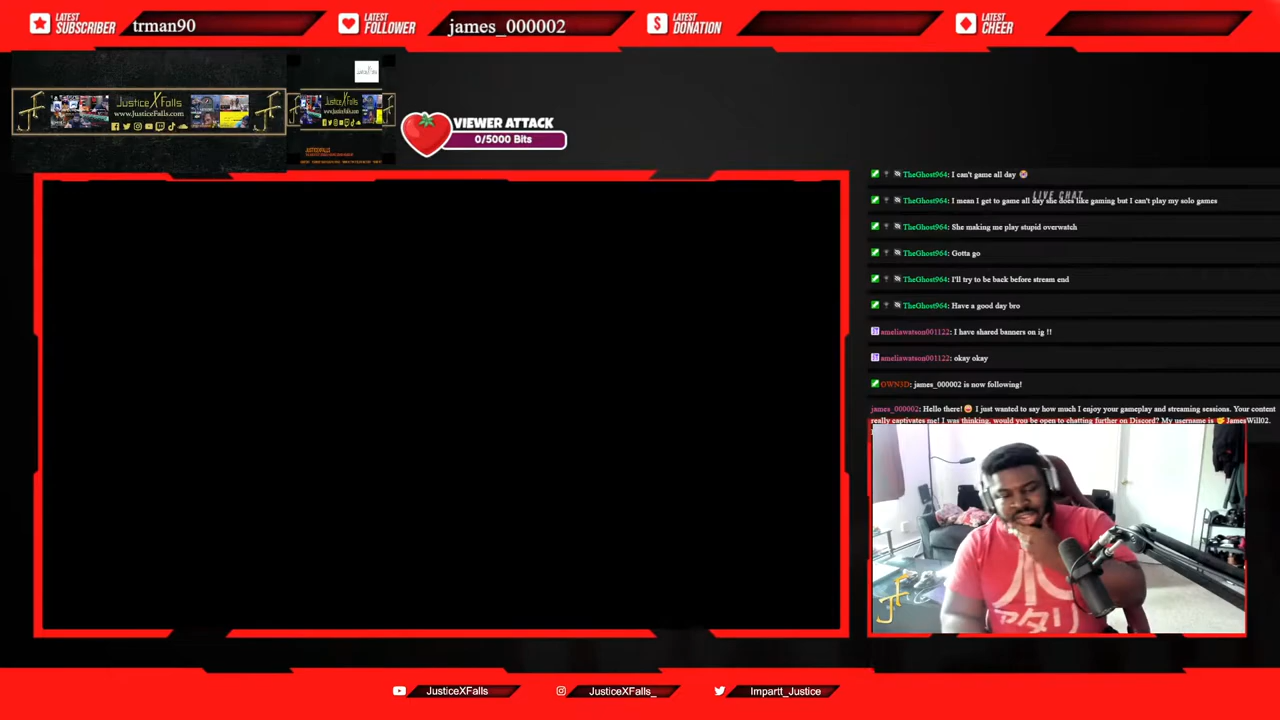 LATEST SUBSCRIBER
trman90
LATEST FOLLOWER
james_000002
LATEST DONATION
LATEST CHEER
JusticeXFalls
www.JusticeFalls.com
VIEWER ATTACK
0/5000 Bits
LIVE CHAT
TheGhost964: I can't game all day
TheGhost964: I mean I get to game all day she does like gaming but I can't play my solo games
TheGhost964: She making me play stupid overwatch
TheGhost964: Gotta go
TheGhost964: I'll try to be back before stream end
TheGhost964: Have a good day bro
ameliawatson001122: I have shared banners on ig !!
ameliawatson001122: okay okay
OWN3D: james_000002 is now following!
james_000002: Hello there! I just wanted to say how much I enjoy your gameplay and streaming sessions. Your content
really captivates me! I was thinking, would you be open to chatting further on Discord? My username is JamesWill02.
アタリ
JF
JusticeXFalls
JusticeXFalls_
Impartt_Justice